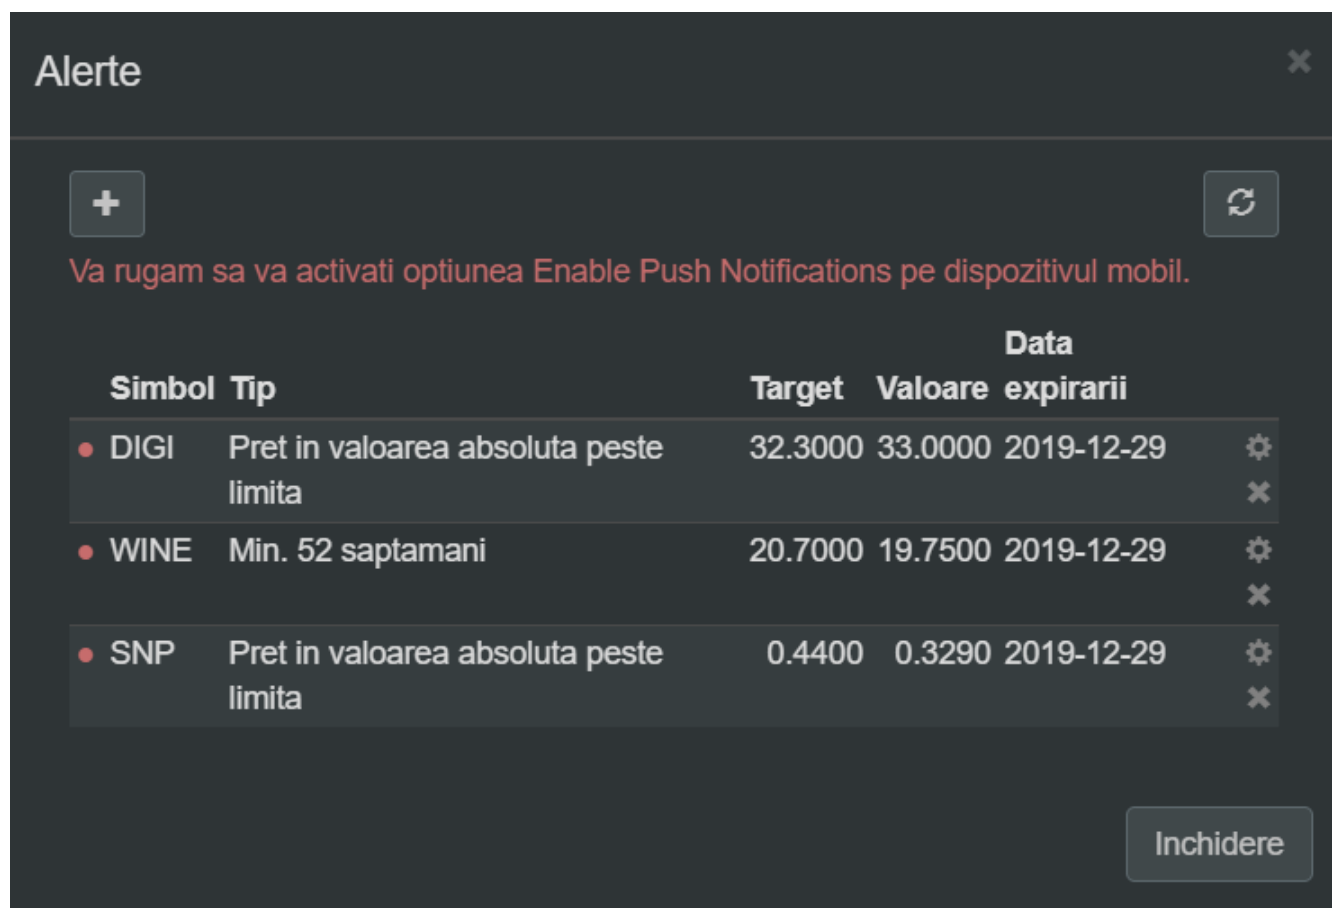 Alerte
Va rugam sa va activati optiunea Enable Push Notifications pe dispozitivul mobil.
Simbol Tip Target Valoare Data expirarii
DIGI Pret in valoarea absoluta peste 32.3000 33.0000 2019-12-29
limita
WINE Min. 52 saptamani 20.7000 19.7500 2019-12-29
SNP Pret in valoarea absoluta peste 0.4400 0.3290 2019-12-29
limita
Inchidere